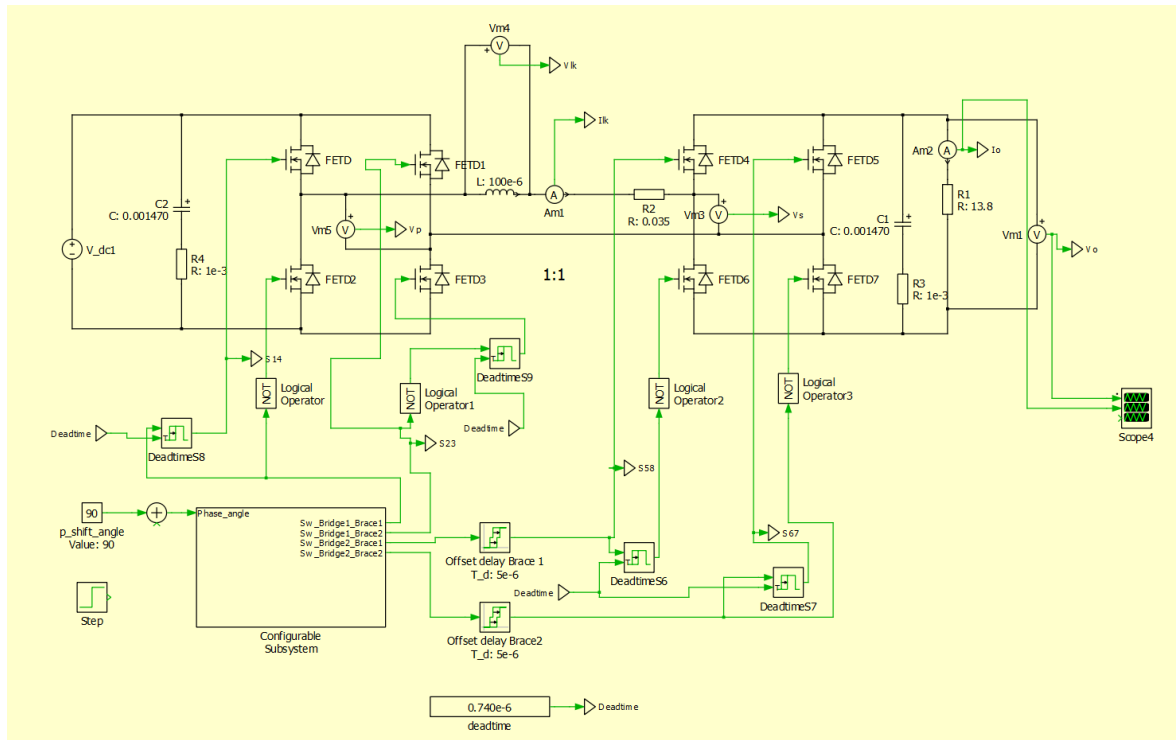 Vm4
V
+
Vlk
Ilk
FETD
FETD1
L: 100e-6
A
Am1
R2
R: 0.035
FETD4
FETD5
Am2
A
Io
R1
R: 13.8
C2
C: 0.001470
+
R4
R: 1e-3
V_dc1
Vm5
V
+
Vp
Vm3
V
+
Vs
C1
C: 0.001470
+
R3
R: 1e-3
Vm1
V
+
Vo
FETD2
FETD3
1:1
FETD6
FETD7
S14
NOT
Logical
Operator
NOT
Logical
Operator1
T
DeadtimeS9
NOT
Logical
Operator2
NOT
Logical
Operator3
Scope4
Deadtime
T
DeadtimeS8
S23
Deadtime
S58
90
p_shift_angle
Value: 90
+
Phase_angle
Sw_Bridge1_Brace1
Sw_Bridge1_Brace2
Sw_Bridge2_Brace1
Sw_Bridge2_Brace2
Configurable
Subsystem
Step
Offset delay Brace 1
T_d: 5e-6
T
DeadtimeS6
S67
Deadtime
T
DeadtimeS7
Offset delay Brace2
T_d: 5e-6
0.740e-6
deadtime
Deadtime